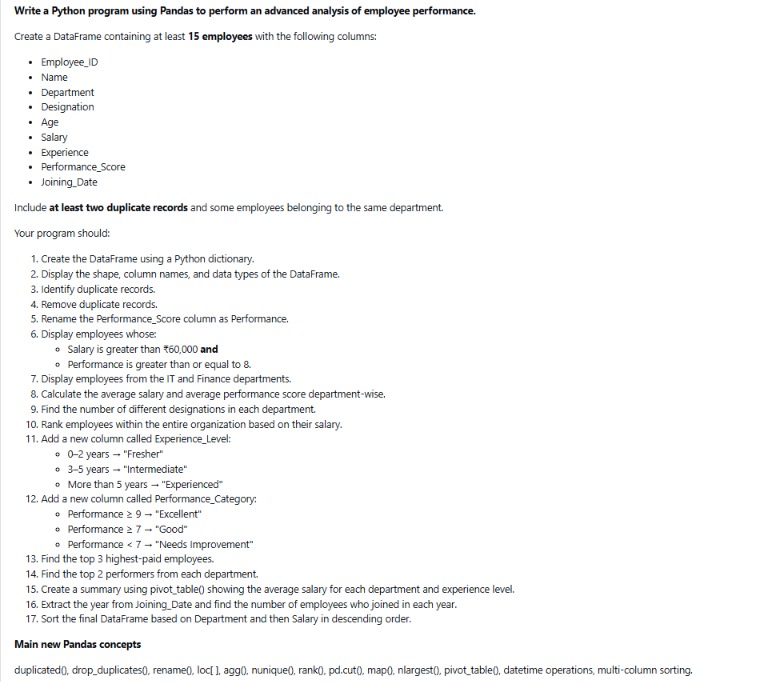 Write a Python program using Pandas to perform an advanced analysis of employee performance.
Create a DataFrame containing at least 15 employees with the following columns:
• Employee_ID
• Name
• Department
• Designation
• Age
• Salary
• Experience
• Performance_Score
• Joining_Date
Include at least two duplicate records and some employees belonging to the same department.
Your program should:
1. Create the DataFrame using a Python dictionary.
2. Display the shape, column names, and data types of the DataFrame.
3. Identify duplicate records.
4. Remove duplicate records.
5. Rename the Performance_Score column as Performance.
6. Display employees whose:
○ Salary is greater than ₹60,000 and
○ Performance is greater than or equal to 8.
7. Display employees from the IT and Finance departments.
8. Calculate the average salary and average performance score department-wise.
9. Find the number of different designations in each department.
10. Rank employees within the entire organization based on their salary.
11. Add a new column called Experience_Level:
○ 0–2 years → "Fresher"
○ 3–5 years → "Intermediate"
○ More than 5 years → "Experienced"
12. Add a new column called Performance_Category:
○ Performance ≥ 9 → "Excellent"
○ Performance ≥ 7 → "Good"
○ Performance < 7 → "Needs Improvement"
13. Find the top 3 highest-paid employees.
14. Find the top 2 performers from each department.
15. Create a summary using pivot_table() showing the average salary for each department and experience level.
16. Extract the year from Joining_Date and find the number of employees who joined in each year.
17. Sort the final DataFrame based on Department and then Salary in descending order.
Main new Pandas concepts
duplicated(), drop_duplicates(), rename(), loc[ ], agg(), nunique(), rank(), pd.cut(), map(), nlargest(), pivot_table(), datetime operations, multi-column sorting.